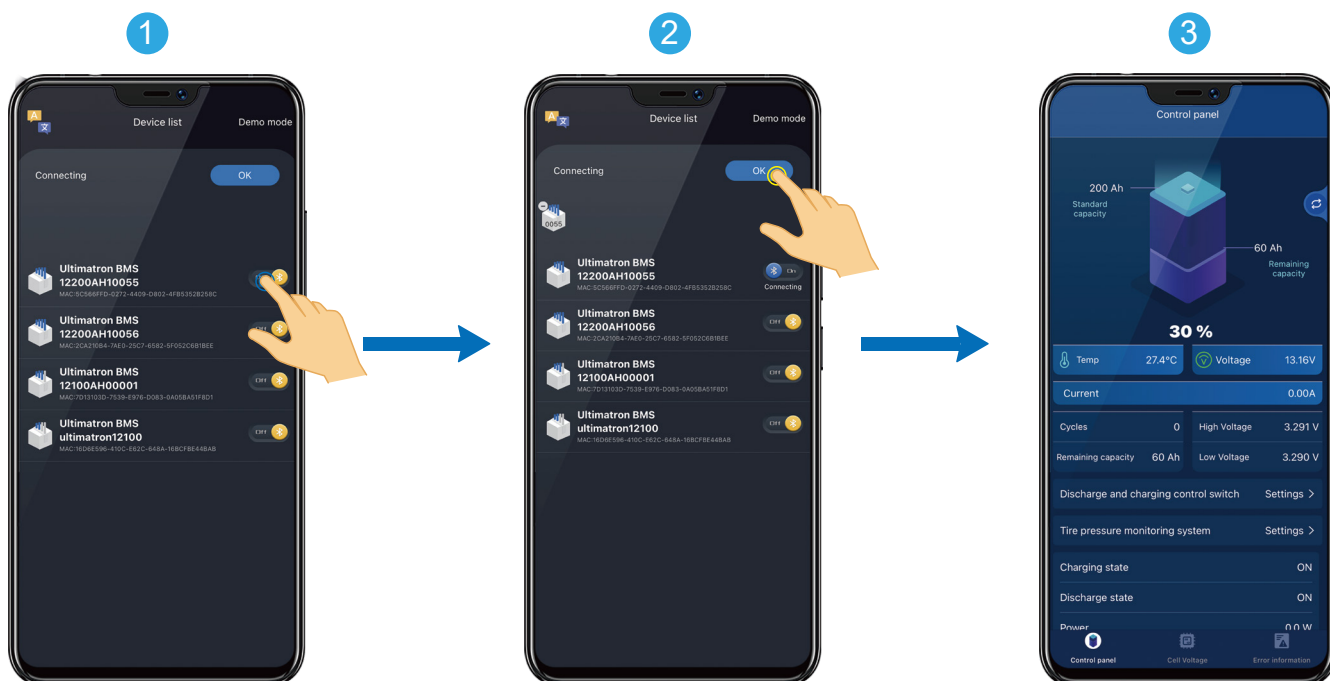 1
Device list
Demo mode
Connecting
OK
Ultimatron BMS
12200AH10055
MAC:5C566FFD-0272-4409-D802-4FB5352B258C
Ultimatron BMS
12200AH10056
MAC:2CA210B4-7AE0-25C7-6582-5F052C6B1BEE
Ultimatron BMS
12100AH00001
Off
MAC:7D13103D-7539-E976-D083-0A05BA51F8D1
Ultimatron BMS
ultimatron12100
Off
MAC:16D6E596-410C-E62C-648A-16BCFBE44BAB
2
Device list
Demo mode
Connecting
OK
0055
Ultimatron BMS
12200AH10055
On
MAC:5C566FFD-0272-4409-D802-4FB5352B258C
Connecting
Ultimatron BMS
12200AH10056
Off
MAC:2CA210B4-7AE0-25C7-6582-5F052C6B1BEE
Ultimatron BMS
12100AH00001
Off
MAC:7D13103D-7539-E976-D083-0A05BA51F8D1
Ultimatron BMS
ultimatron12100
Off
MAC:16D6E596-410C-E62C-648A-16BCFBE44BAB
3
Control panel
200 Ah
Standard
capacity
60 Ah
Remaining
capacity
30 %
Temp 27.4°C
Voltage 13.16V
Current 0.00A
Cycles 0
High Voltage 3.291 V
Remaining capacity 60 Ah
Low Voltage 3.290 V
Discharge and charging control switch Settings >
Tire pressure monitoring system Settings >
Charging state ON
Discharge state ON
Power 0.0 W
Control panel
Cell Voltage
Error information